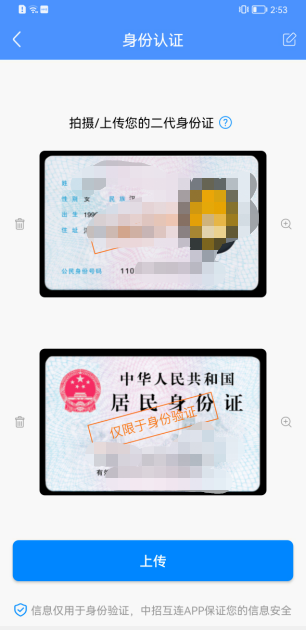 2:53
身份认证
拍摄/上传您的二代身份证 ?
姓
性别 女 民族 汉
出生 199
住址
公民身份号码 110
中华人民共和国
居民身份证
仅限于身份验证
有
上传
信息仅用于身份验证，中招互连APP保证您的信息安全